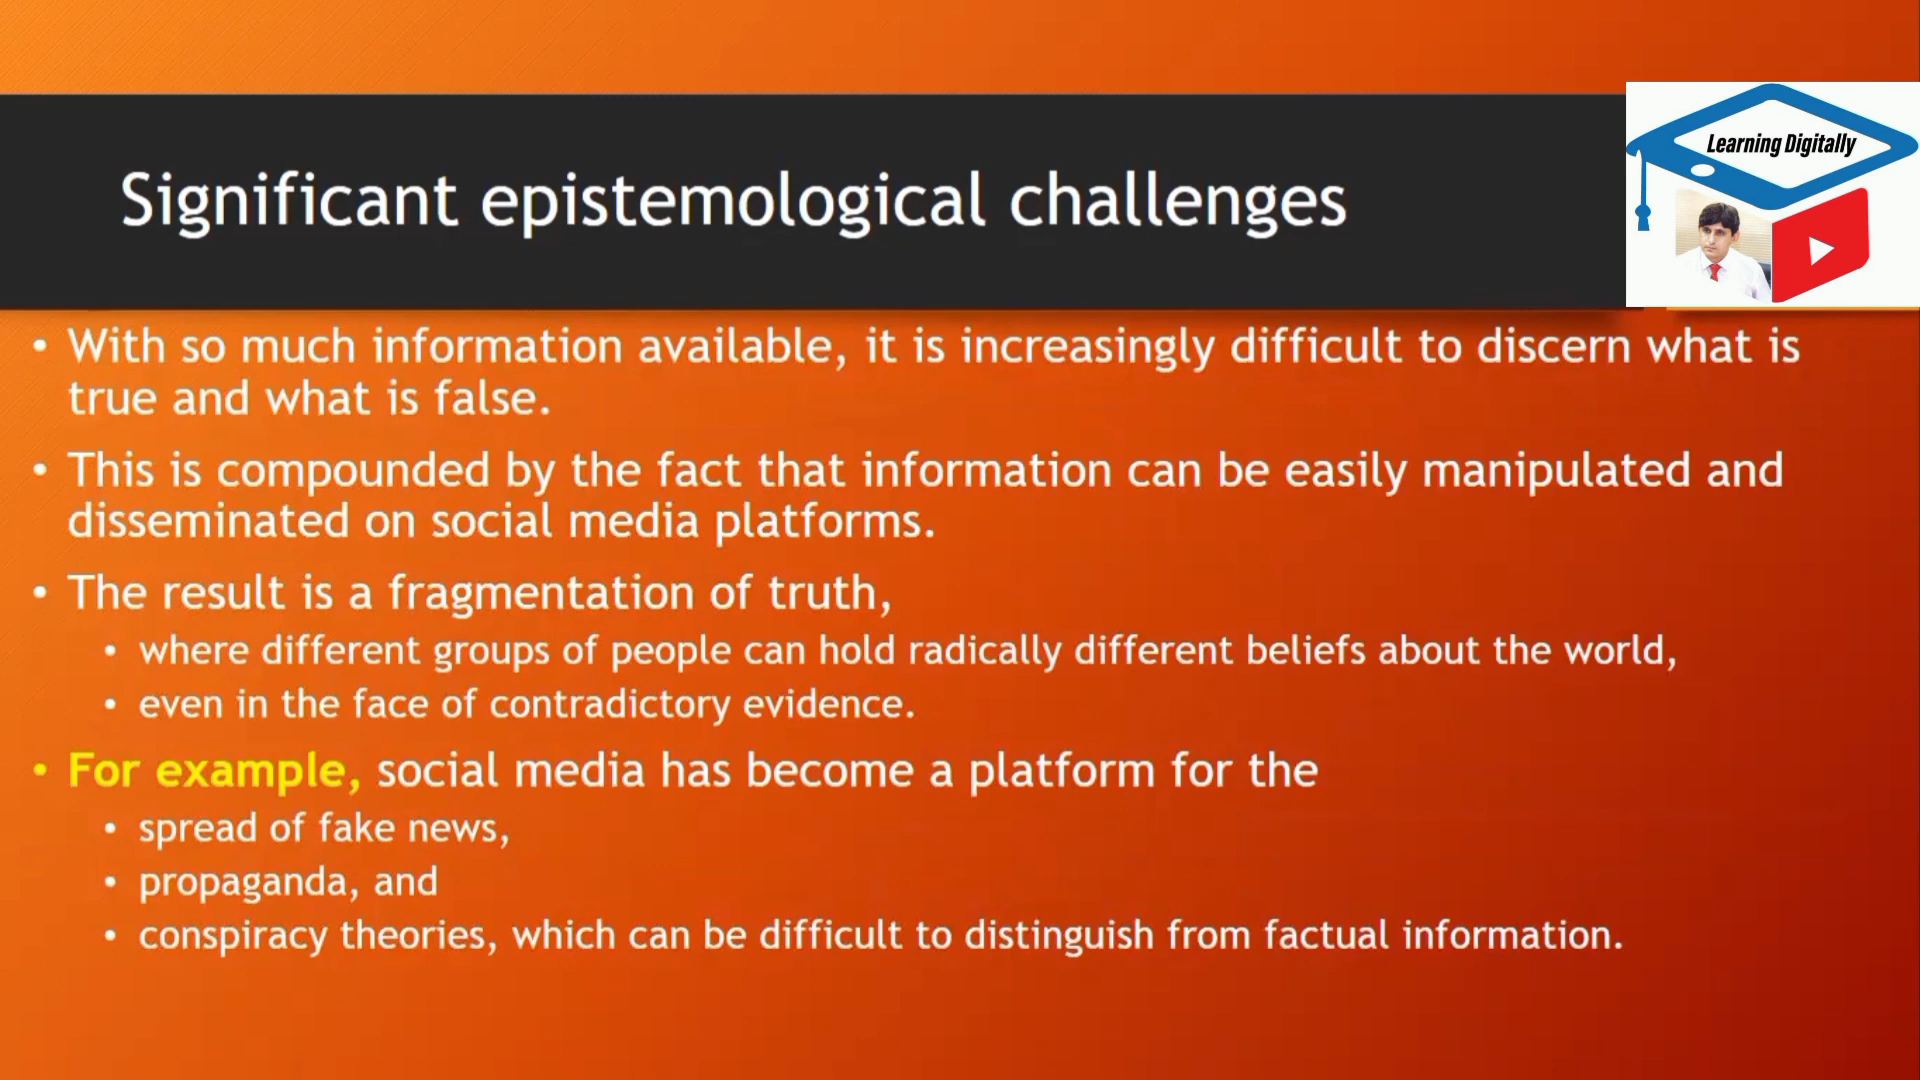 Learning Digitally
Significant epistemological challenges
• With so much information available, it is increasingly difficult to discern what is
true and what is false.
• This is compounded by the fact that information can be easily manipulated and
disseminated on social media platforms.
• The result is a fragmentation of truth,
• where different groups of people can hold radically different beliefs about the world,
• even in the face of contradictory evidence.
• For example, social media has become a platform for the
• spread of fake news,
• propaganda, and
• conspiracy theories, which can be difficult to distinguish from factual information.